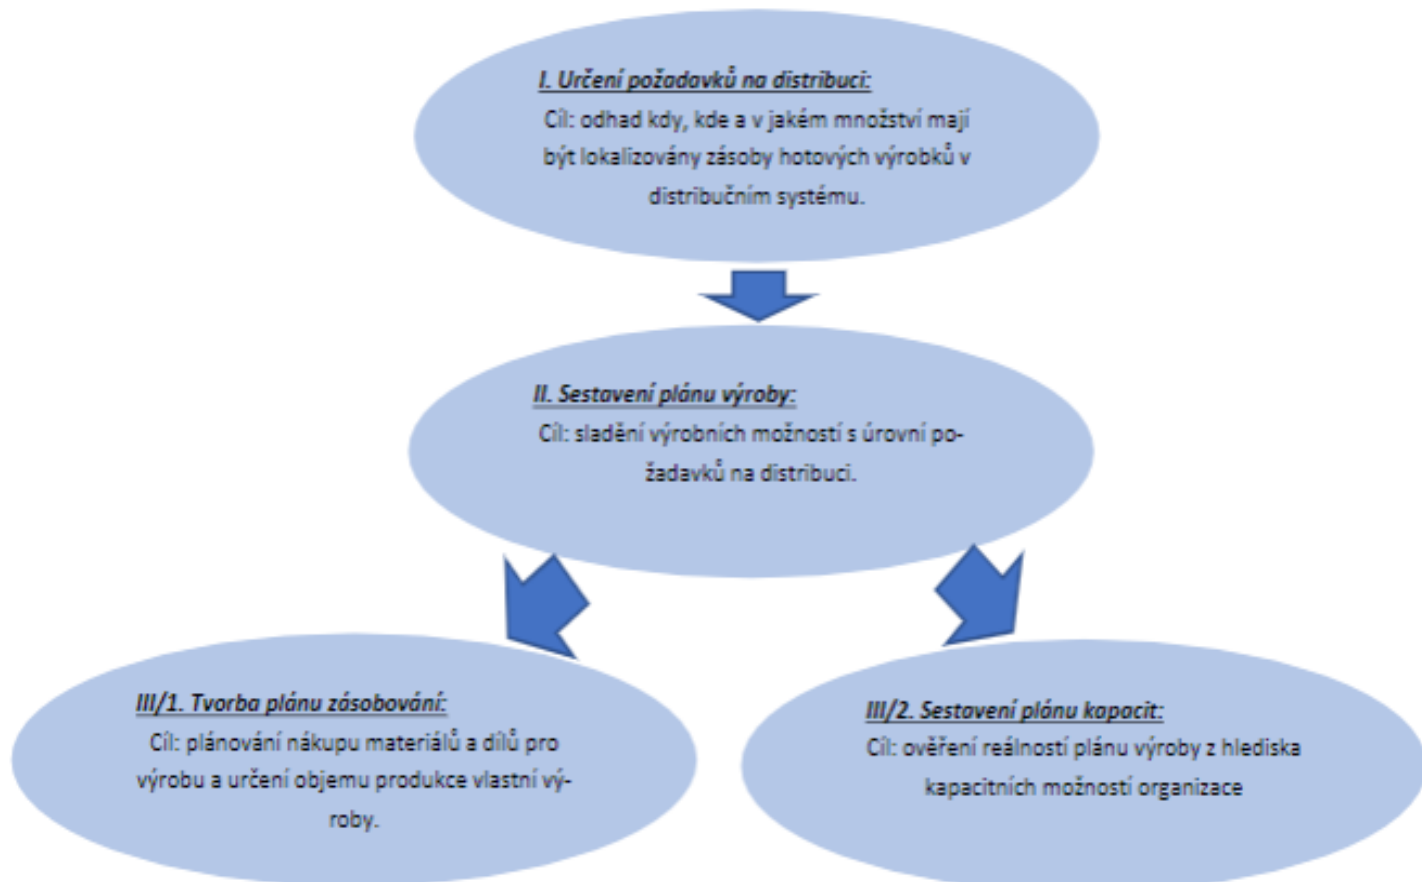 I. Určení požadavků na distribuci:
Cíl: odhad kdy, kde a v jakém množství mají
být lokalizovány zásoby hotových výrobků v
distribučním systému.
II. Sestavení plánu výroby:
Cíl: sladění výrobních možností s úrovní po-
žadavků na distribuci.
III/1. Tvorba plánu zásobování:
Cíl: plánování nákupu materiálů a dílů pro
výrobu a určení objemu produkce vlastní vý-
roby.
III/2. Sestavení plánu kapacit:
Cíl: ověření reálností plánu výroby z hlediska
kapacitních možností organizace